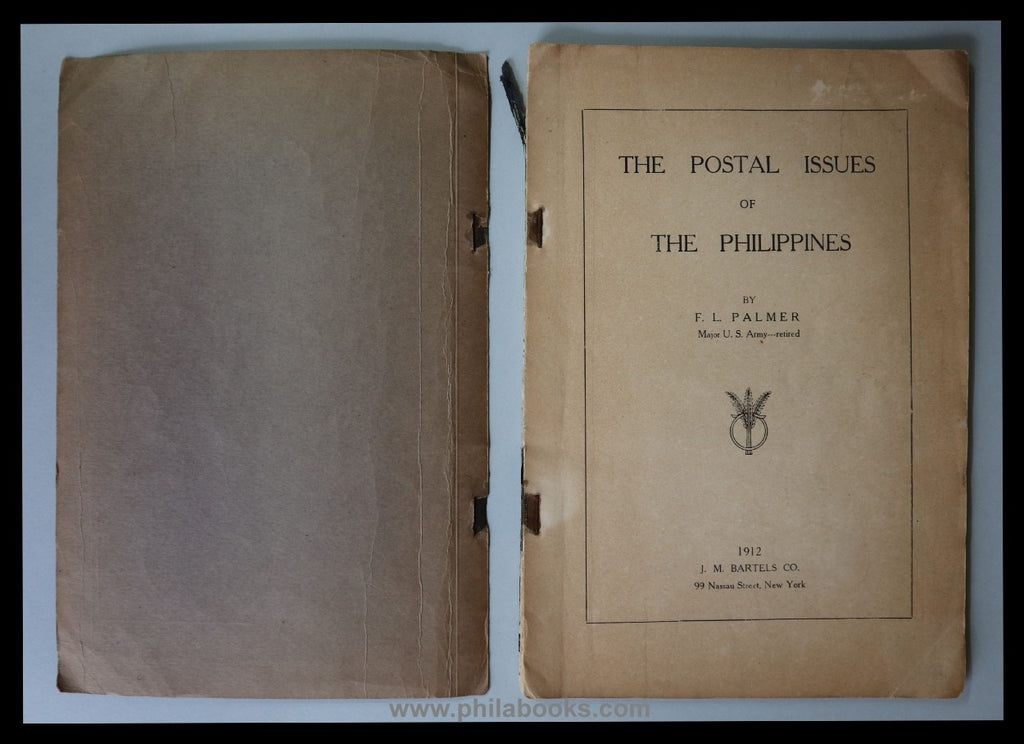 THE POSTAL ISSUES
OF
THE PHILIPPINES
BY
F. L. PALMER
Major U. S. Army---retired
1912
J. M. BARTELS CO.
99 Nassau Street, New York
www.philabooks.com